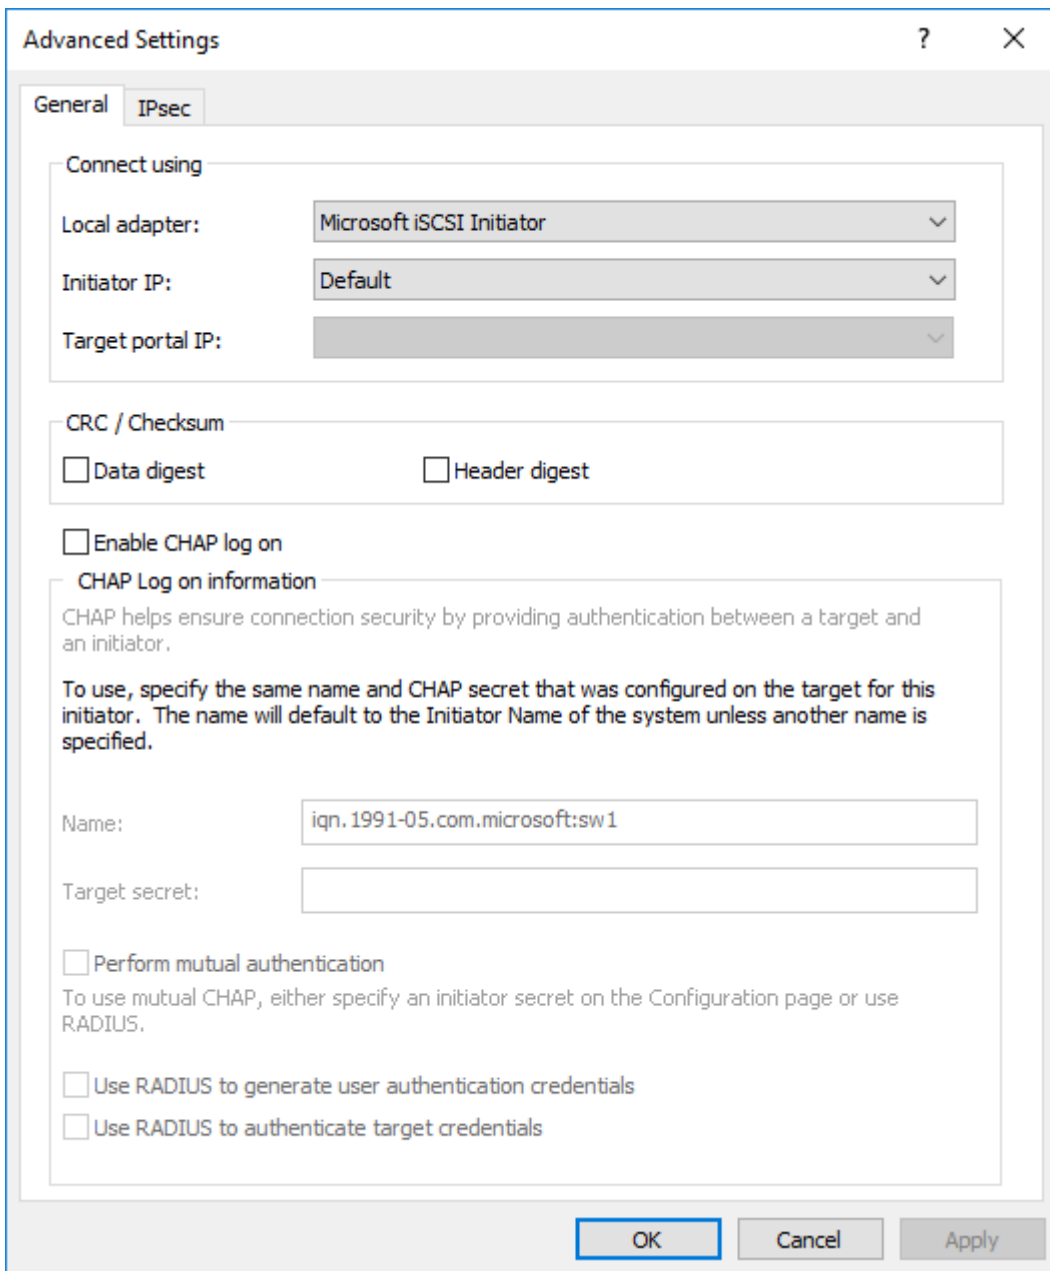 Advanced Settings
?
General
IPsec
Connect using
Local adapter:
Microsoft iSCSI Initiator
Initiator IP:
Default
Target portal IP:
CRC / Checksum
Data digest
Header digest
Enable CHAP log on
CHAP Log on information
CHAP helps ensure connection security by providing authentication between a target and
an initiator.
To use, specify the same name and CHAP secret that was configured on the target for this
initiator.  The name will default to the Initiator Name of the system unless another name is
specified.
Name:
iqn.1991-05.com.microsoft:sw1
Target secret:
Perform mutual authentication
To use mutual CHAP, either specify an initiator secret on the Configuration page or use
RADIUS.
Use RADIUS to generate user authentication credentials
Use RADIUS to authenticate target credentials
OK
Cancel
Apply